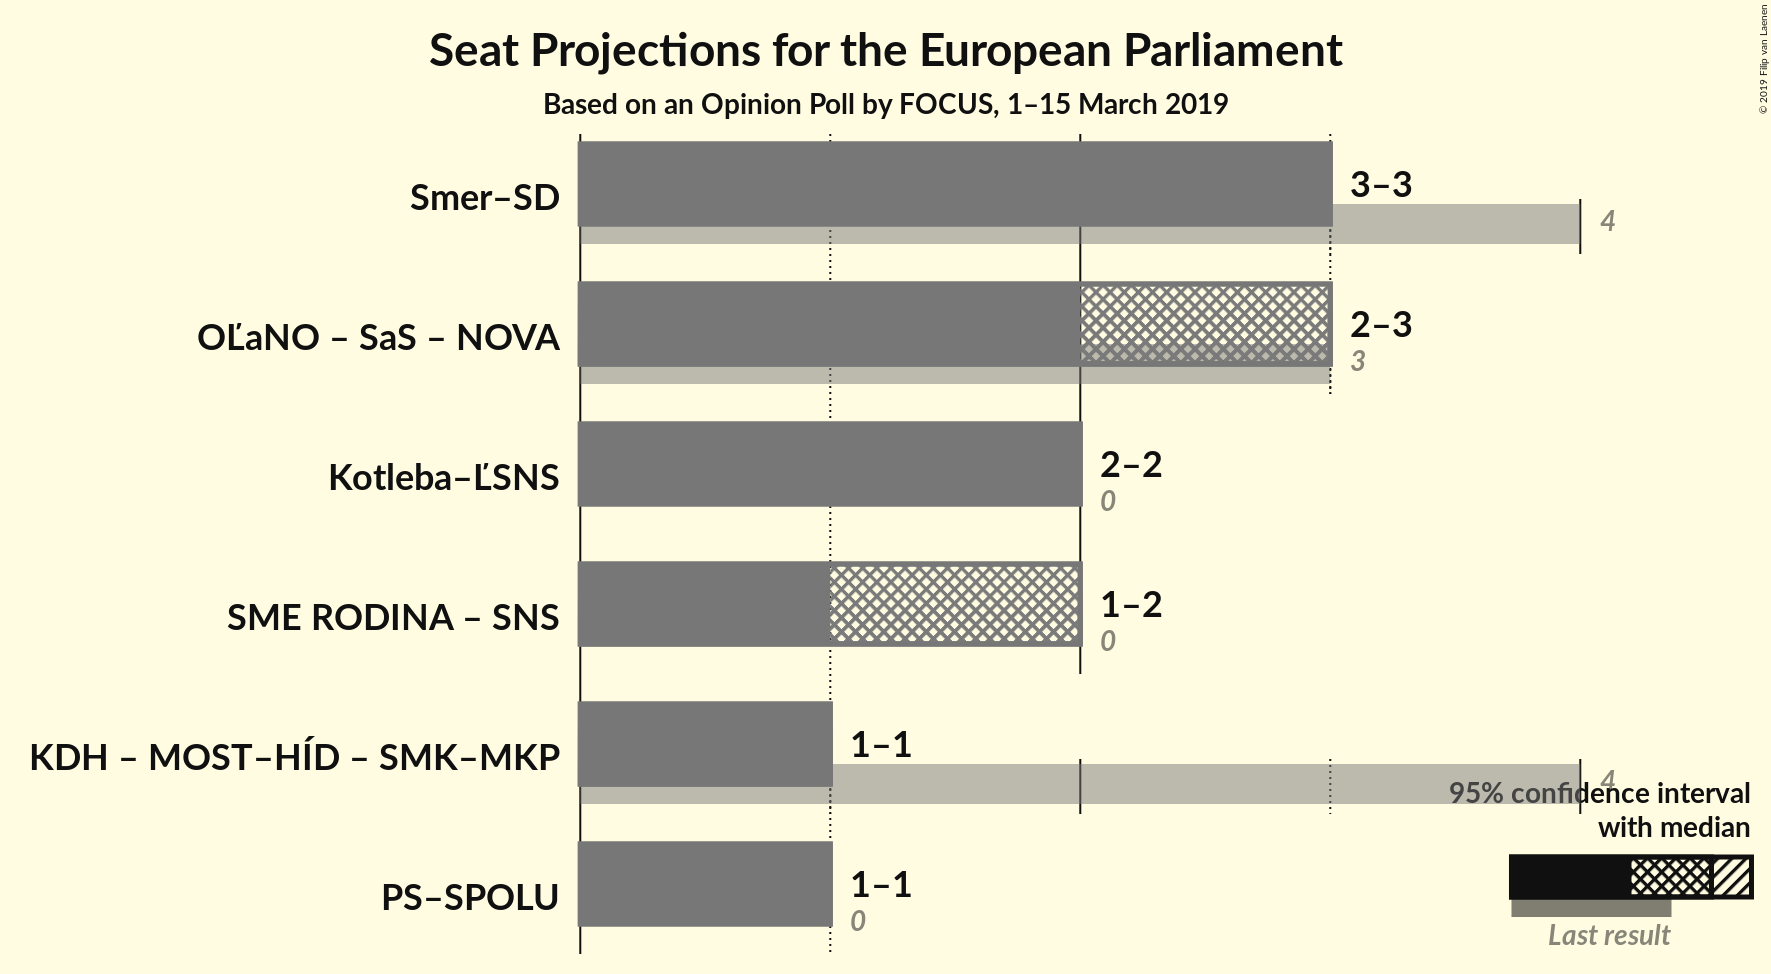 Seat Projections for the European Parliament
Based on an Opinion Poll by FOCUS, 1–15 March 2019
© 2019 Filip van Laenen
Smer–SD
3–3
4
OĽaNO – SaS – NOVA
2–3
3
Kotleba–ĽSNS
2–2
0
SME RODINA – SNS
1–2
0
KDH – MOST–HÍD – SMK–MKP
1–1
4
PS–SPOLU
1–1
0
95% confidence interval
with median
Last result